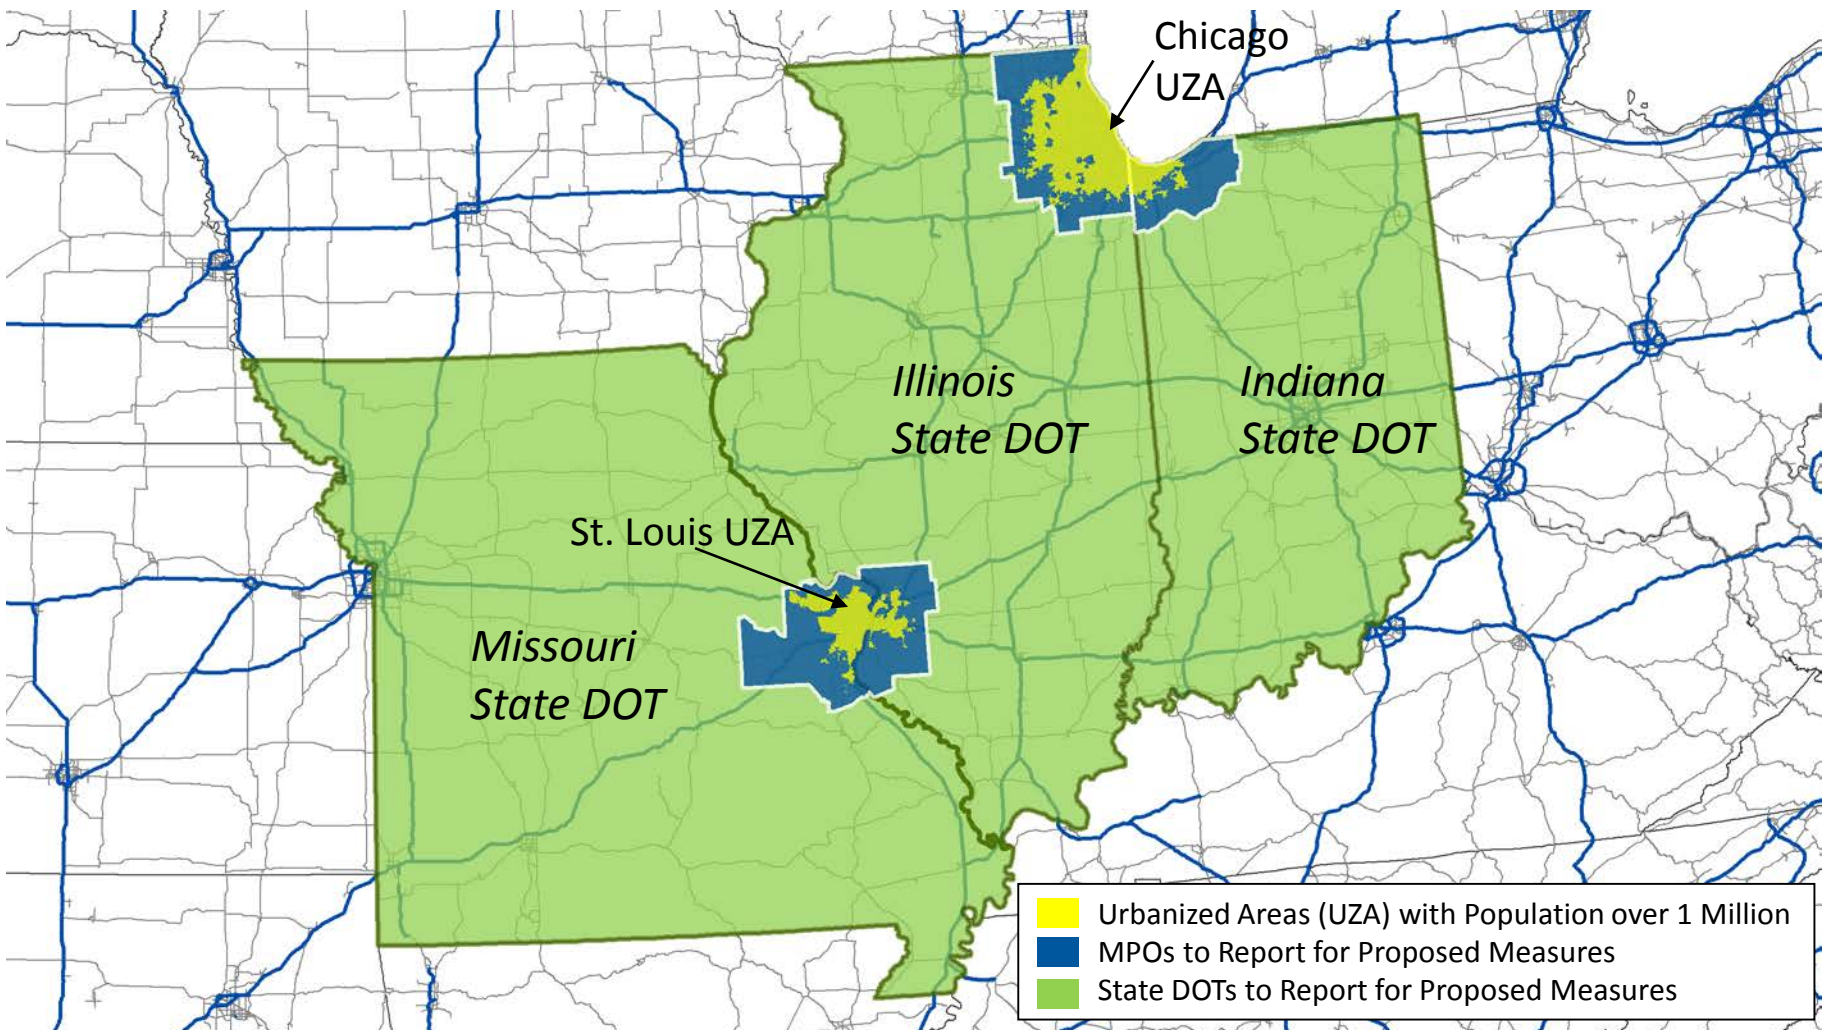 Chicago
UZA
Illinois
State DOT
Indiana
State DOT
St. Louis UZA
Missouri
State DOT
Urbanized Areas (UZA) with Population over 1 Million
MPOs to Report for Proposed Measures
State DOTs to Report for Proposed Measures